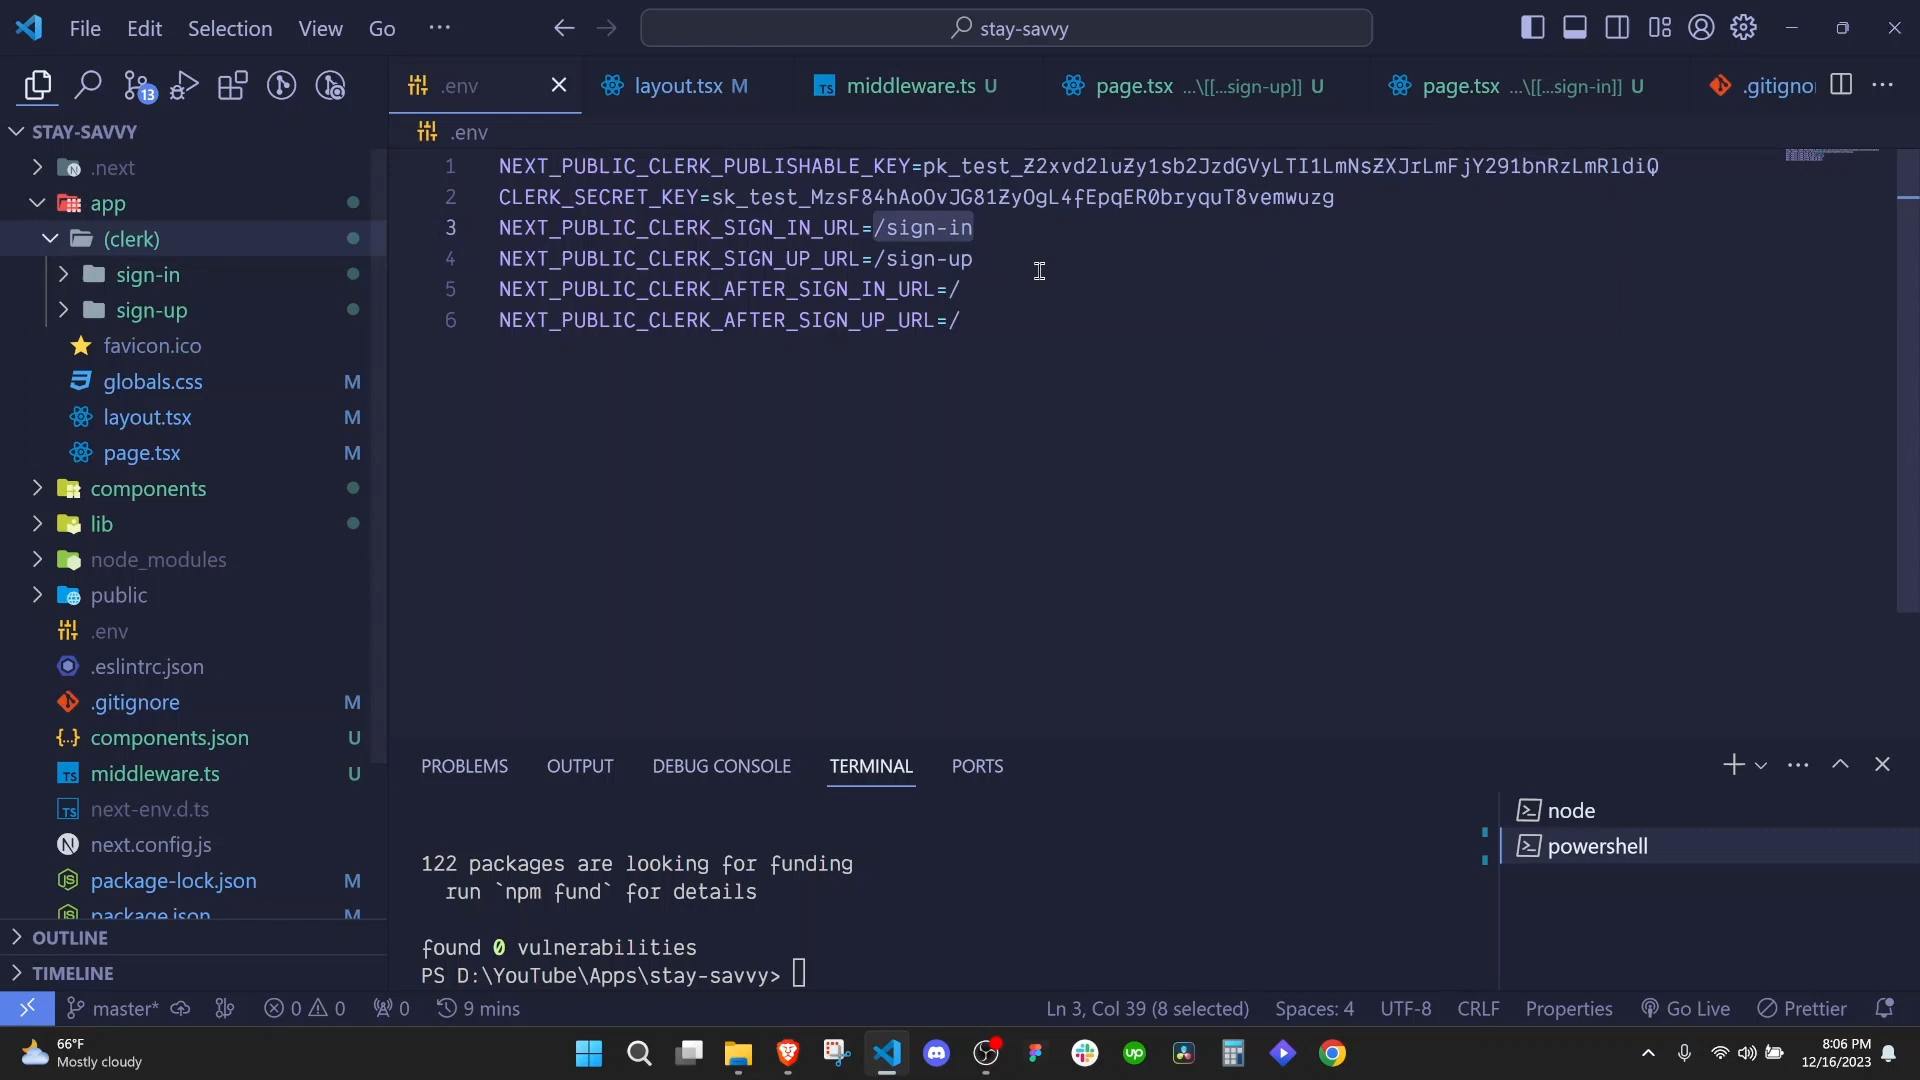 File Edit Selection View Go ··· stay-savvy
.env layout.tsx M middleware.ts U page.tsx ...\[[...sign-up]] U page.tsx ...\[[...sign-in]] U .gitigno
13
STAY-SAVVY
.next
app
(clerk)
sign-in
sign-up
favicon.ico
globals.css M
layout.tsx M
page.tsx M
components
lib
node_modules
public
.env
.eslintrc.json
.gitignore M
components.json U
middleware.ts U
next-env.d.ts
next.config.js
package-lock.json M
package.json M
OUTLINE
TIMELINE
.env
1 NEXT_PUBLIC_CLERK_PUBLISHABLE_KEY=pk_test_Z2xvd2luZy1sb2JzdGVyLTI1LmNsZXJrLmFjY291bnRzLmRldiQ
2 CLERK_SECRET_KEY=sk_test_MzsF84hAoOvJG81ZyOgL4fEpqER0bryquT8vemwuzg
3 NEXT_PUBLIC_CLERK_SIGN_IN_URL=/sign-in
4 NEXT_PUBLIC_CLERK_SIGN_UP_URL=/sign-up
5 NEXT_PUBLIC_CLERK_AFTER_SIGN_IN_URL=/
6 NEXT_PUBLIC_CLERK_AFTER_SIGN_UP_URL=/
PROBLEMS OUTPUT DEBUG CONSOLE TERMINAL PORTS
122 packages are looking for funding
run `npm fund` for details
found 0 vulnerabilities
PS D:\YouTube\Apps\stay-savvy>
node
powershell
master* 0 0 0 9 mins Ln 3, Col 39 (8 selected) Spaces: 4 UTF-8 CRLF Properties Go Live Prettier
66°F
Mostly cloudy
8:06 PM
12/16/2023